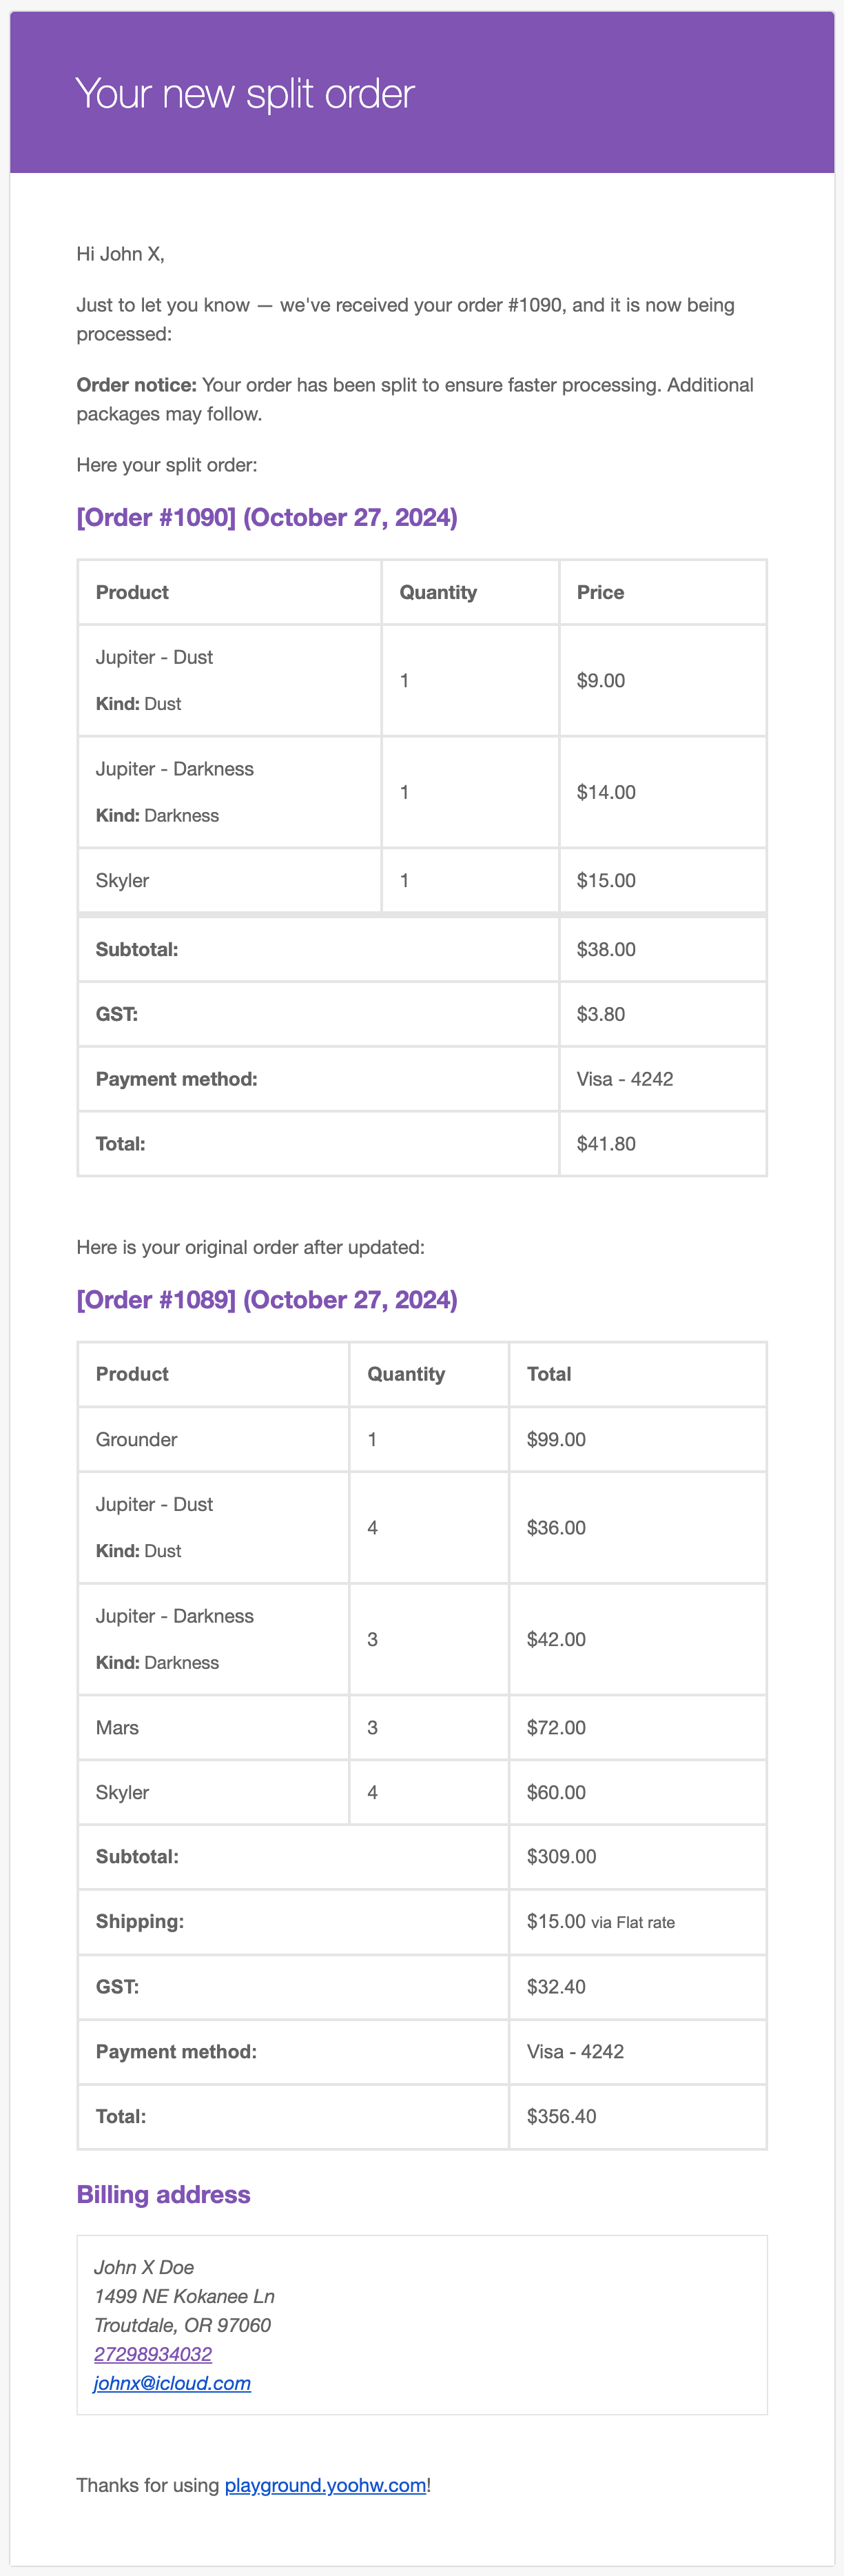 Your new split order
Hi John X,
Just to let you know — we've received your order #1090, and it is now being
processed:
Order notice: Your order has been split to ensure faster processing. Additional
packages may follow.
Here your split order:
[Order #1090] (October 27, 2024)
Product Quantity Price
Jupiter - Dust
Kind: Dust
1 $9.00
Jupiter - Darkness
Kind: Darkness
1 $14.00
Skyler 1 $15.00
Subtotal: $38.00
GST: $3.80
Payment method: Visa - 4242
Total: $41.80
Here is your original order after updated:
[Order #1089] (October 27, 2024)
Product Quantity Total
Grounder 1 $99.00
Jupiter - Dust
Kind: Dust
4 $36.00
Jupiter - Darkness
Kind: Darkness
3 $42.00
Mars 3 $72.00
Skyler 4 $60.00
Subtotal: $309.00
Shipping: $15.00 via Flat rate
GST: $32.40
Payment method: Visa - 4242
Total: $356.40
Billing address
John X Doe
1499 NE Kokanee Ln
Troutdale, OR 97060
27298934032
johnx@icloud.com
Thanks for using playground.yoohw.com!